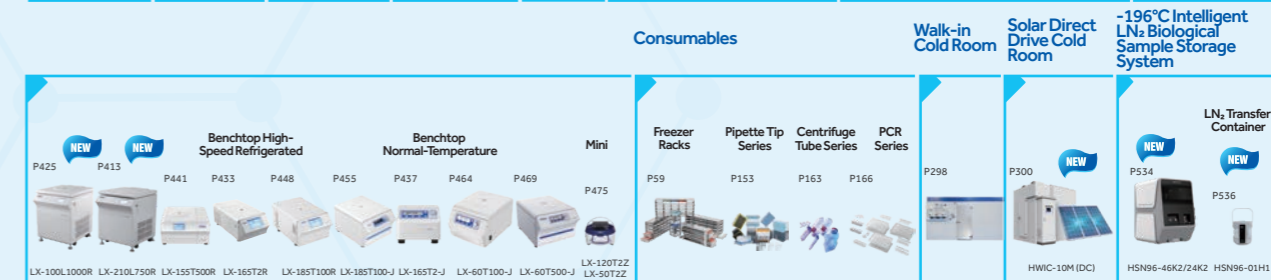 Consumables
Walk-in
Cold Room
Solar Direct
Drive Cold
Room
-196°C Intelligent
LN₂ Biological
Sample Storage
System
NEW
P425
NEW
P413
Benchtop High-
Speed Refrigerated
P441
P433
P448
Benchtop
Normal-Temperature
P455
P437
P464
P469
Mini
P475
LX-100L1000R
LX-210L750R
LX-155T500R
LX-165T2R
LX-185T100R
LX-185T100-J
LX-165T2-J
LX-60T100-J
LX-60T500-J
LX-120T2Z
LX-50T2Z
Freezer
Racks
P59
Pipette Tip
Series
P153
Centrifuge
Tube Series
P163
PCR
Series
P166
P298
P300
NEW
HWIC-10M (DC)
NEW
P534
HSN96-46K2/24K2
LN₂ Transfer
Container
NEW
P536
HSN96-01H1